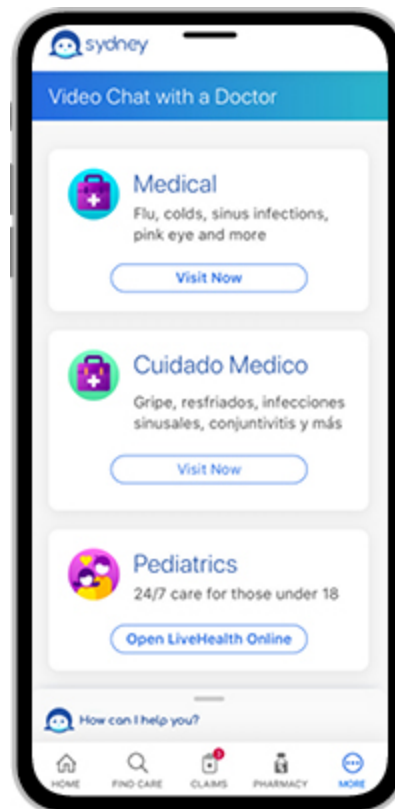 sydney
Video Chat with a Doctor
Medical
Flu, colds, sinus infections,
pink eye and more
Visit Now
Cuidado Medico
Gripe, resfriados, infecciones
sinusales, conjuntivitis y más
Visit Now
Pediatrics
24/7 care for those under 18
Open LiveHealth Online
How can I help you?
1
HOME FIND CARE CLAIMS PHARMACY MORE